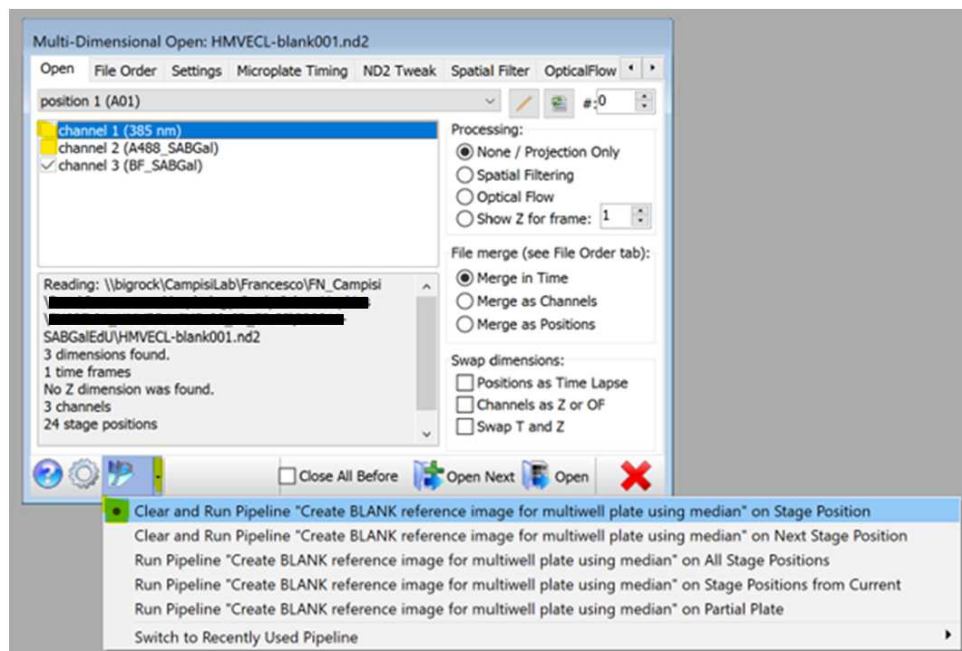 Multi-Dimensional Open: HMVECL-blank001.nd2
Open File Order Settings Microplate Timing ND2 Tweak Spatial Filter OpticalFlow
position 1 (A01)
#:0
channel 1 (385 nm)
channel 2 (A488_SABGal)
channel 3 (BF_SABGal)
Processing:
None / Projection Only
Spatial Filtering
Optical Flow
Show Z for frame: 1
File merge (see File Order tab):
Merge in Time
Merge as Channels
Merge as Positions
Swap dimensions:
Positions as Time Lapse
Channels as Z or OF
Swap T and Z
Reading: \\bigrock\CampisiLab\Francesco\FN_Campisi
\
\
SABGalEdU\HMVECL-blank001.nd2
3 dimensions found.
1 time frames
No Z dimension was found.
3 channels
24 stage positions
Close All Before Open Next Open
Clear and Run Pipeline "Create BLANK reference image for multiwell plate using median" on Stage Position
Clear and Run Pipeline "Create BLANK reference image for multiwell plate using median" on Next Stage Position
Run Pipeline "Create BLANK reference image for multiwell plate using median" on All Stage Positions
Run Pipeline "Create BLANK reference image for multiwell plate using median" on Stage Positions from Current
Run Pipeline "Create BLANK reference image for multiwell plate using median" on Partial Plate
Switch to Recently Used Pipeline